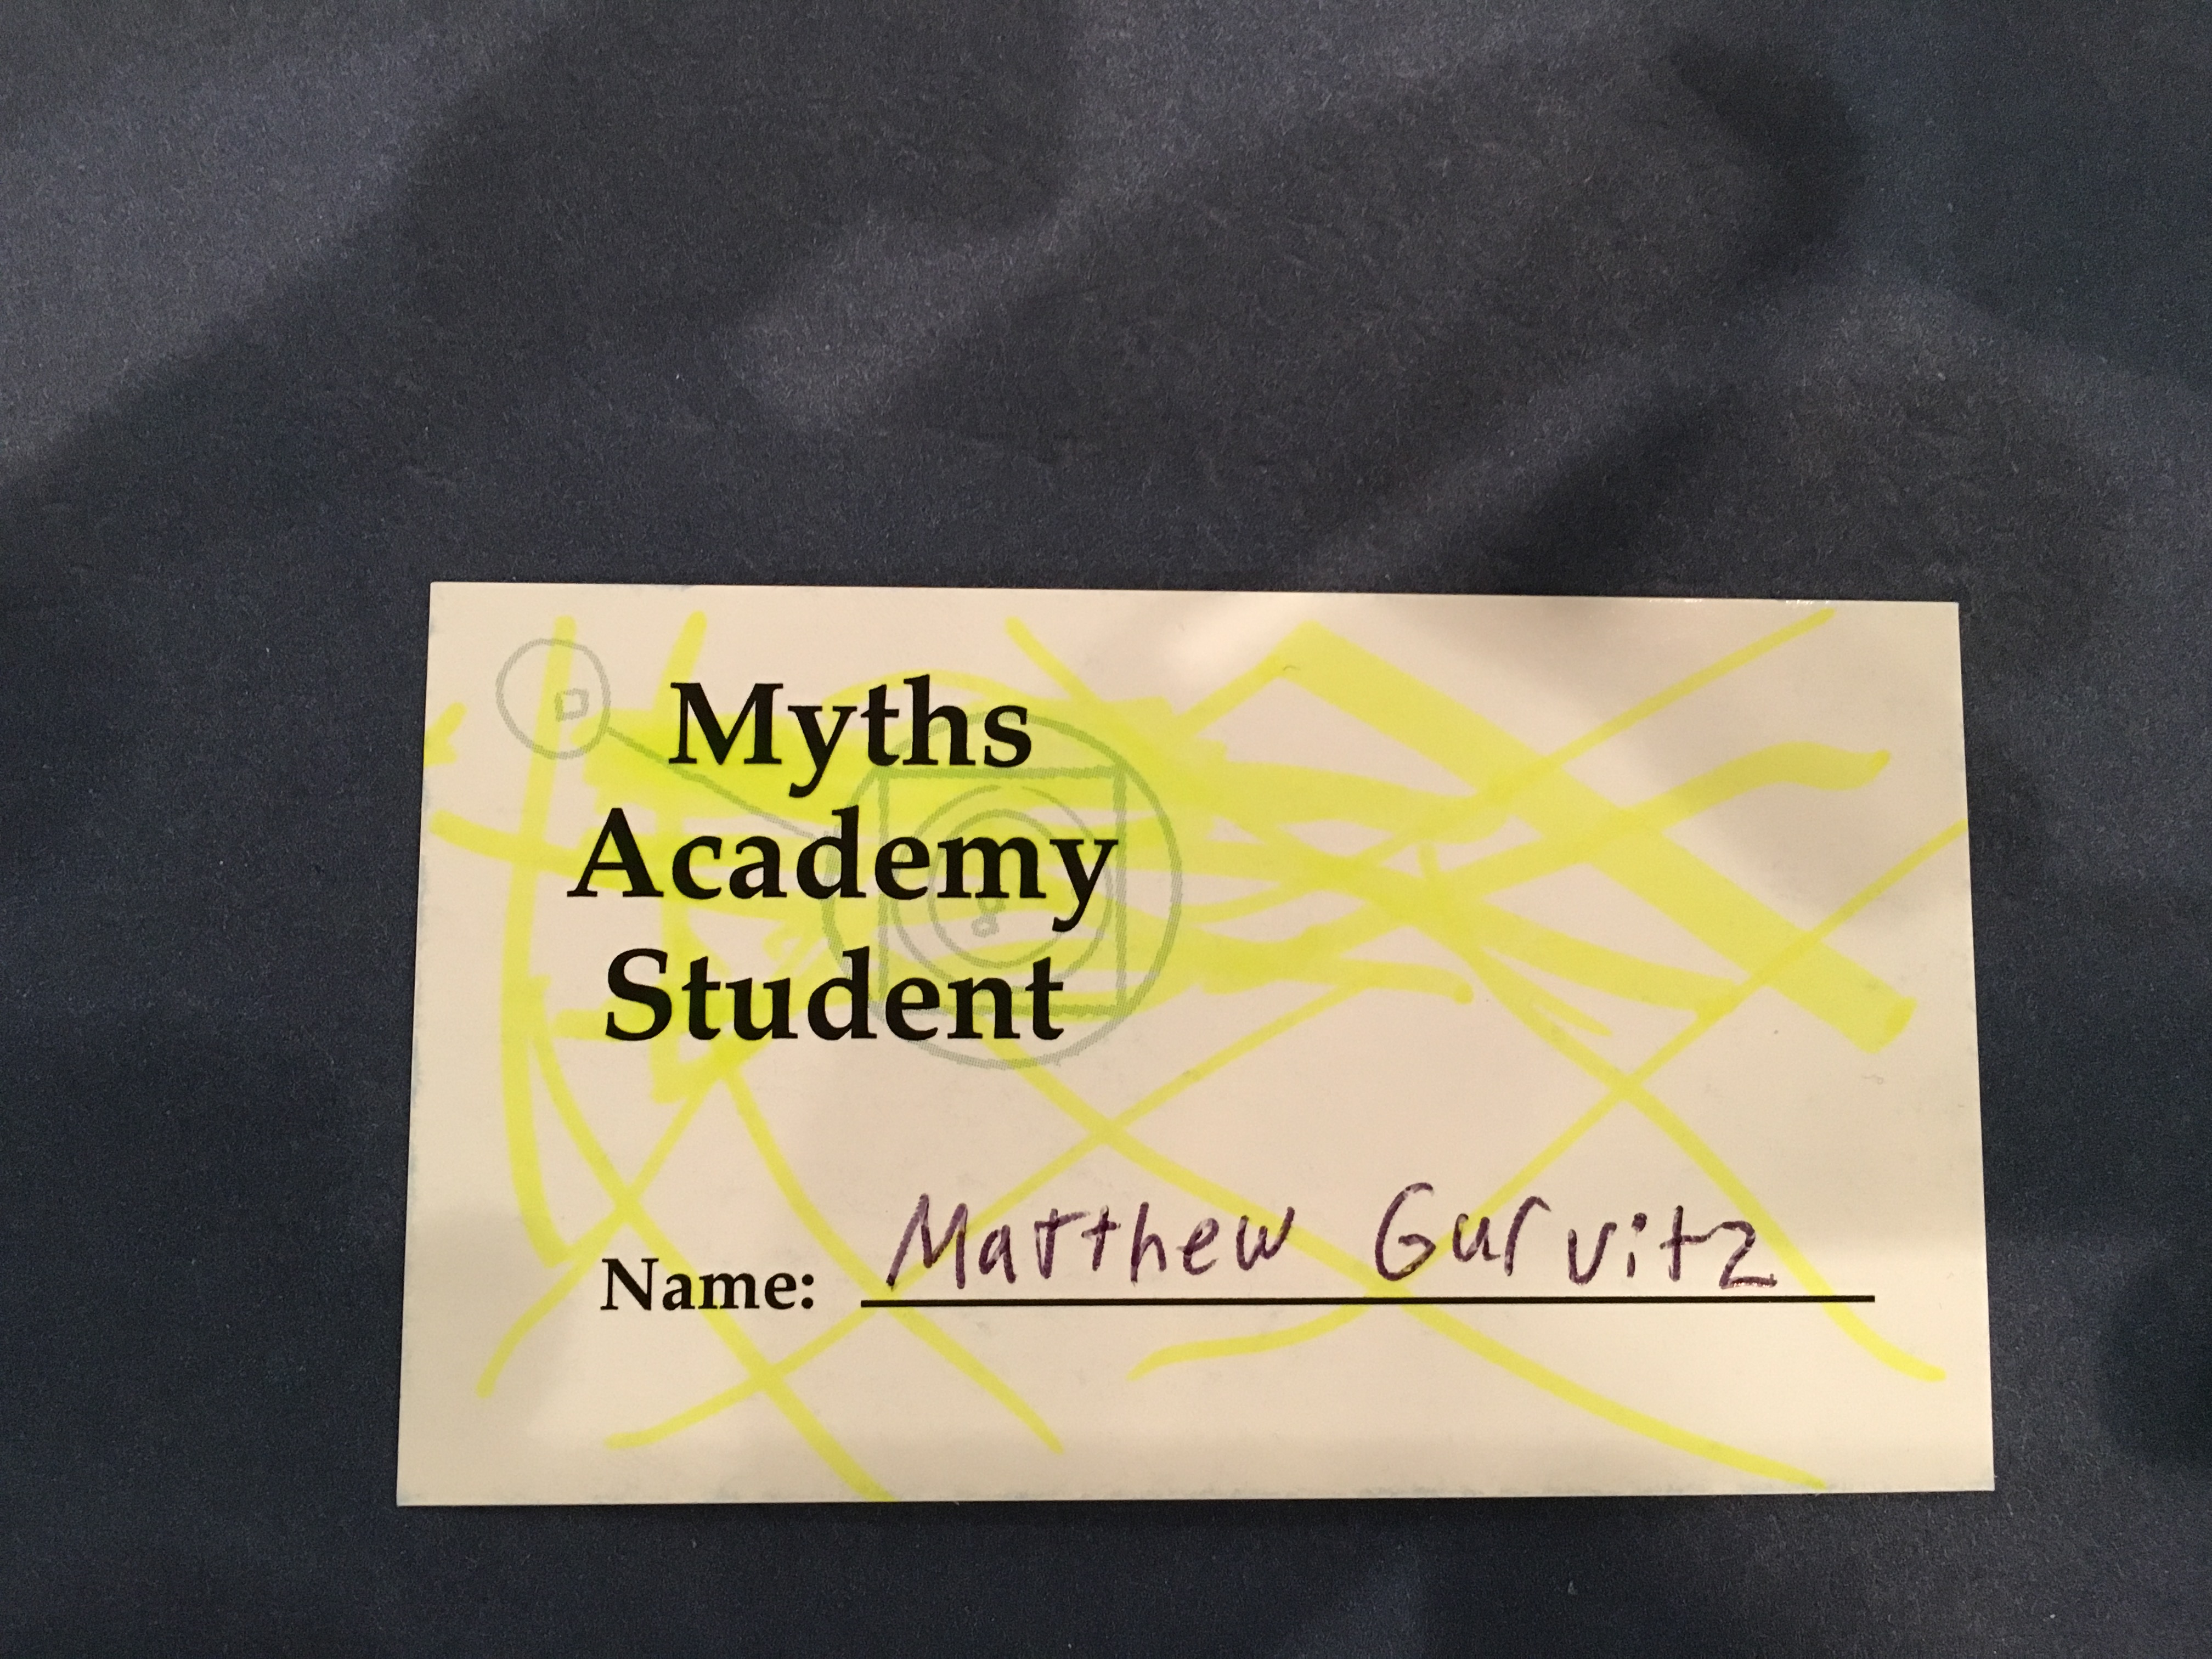 Myths
Academy
Student
Name: Matthew Gurvitz